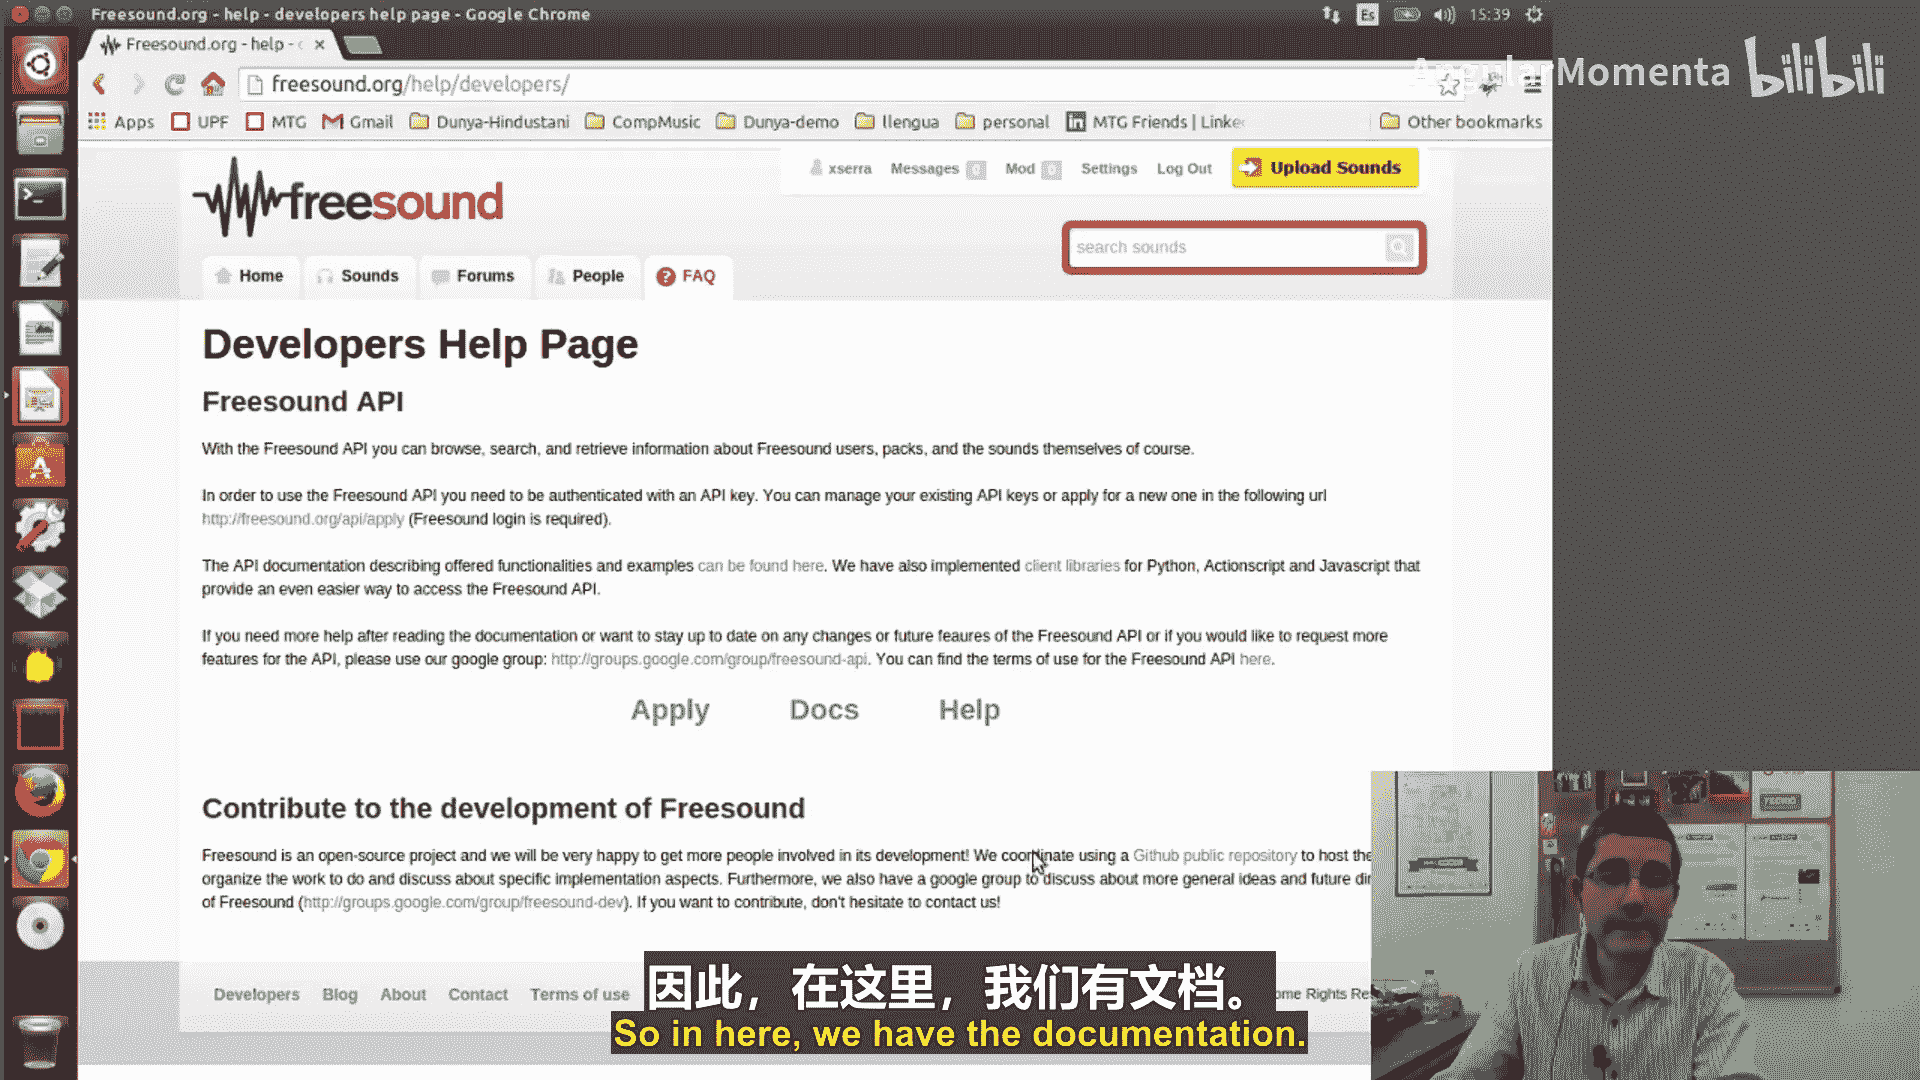 Freesound.org - help - developers help page - Google Chrome
Es
15:39
Freesound.org - help -
AngularMomenta bilibili
freesound.org/help/developers/
Apps UPF MTG Gmail Dunya-Hindustani CompMusic Dunya-demo llengua personal MTG Friends | Linke Other bookmarks
xserra Messages Mod Settings Log Out Upload Sounds
freesound
search sounds
Home Sounds Forums People FAQ
Developers Help Page
Freesound API
With the Freesound API you can browse, search, and retrieve information about Freesound users, packs, and the sounds themselves of course.
In order to use the Freesound API you need to be authenticated with an API key. You can manage your existing API keys or apply for a new one in the following url
http://freesound.org/api/apply (Freesound login is required).
The API documentation describing offered functionalities and examples can be found here. We have also implemented client libraries for Python, Actionscript and Javascript that
provide an even easier way to access the Freesound API.
If you need more help after reading the documentation or want to stay up to date on any changes or future feaures of the Freesound API or if you would like to request more
features for the API, please use our google group: http://groups.google.com/group/freesound-api. You can find the terms of use for the Freesound API here.
Apply Docs Help
Contribute to the development of Freesound
Freesound is an open-source project and we will be very happy to get more people involved in its development! We coordinate using a Github public repository to host the
organize the work to do and discuss about specific implementation aspects. Furthermore, we also have a google group to discuss about more general ideas and future dir
of Freesound (http://groups.google.com/group/freesound-dev). If you want to contribute, don't hesitate to contact us!
Developers Blog About Contact Terms of use ome Rights Res
因此，在这里，我们有文档。
So in here, we have the documentation.